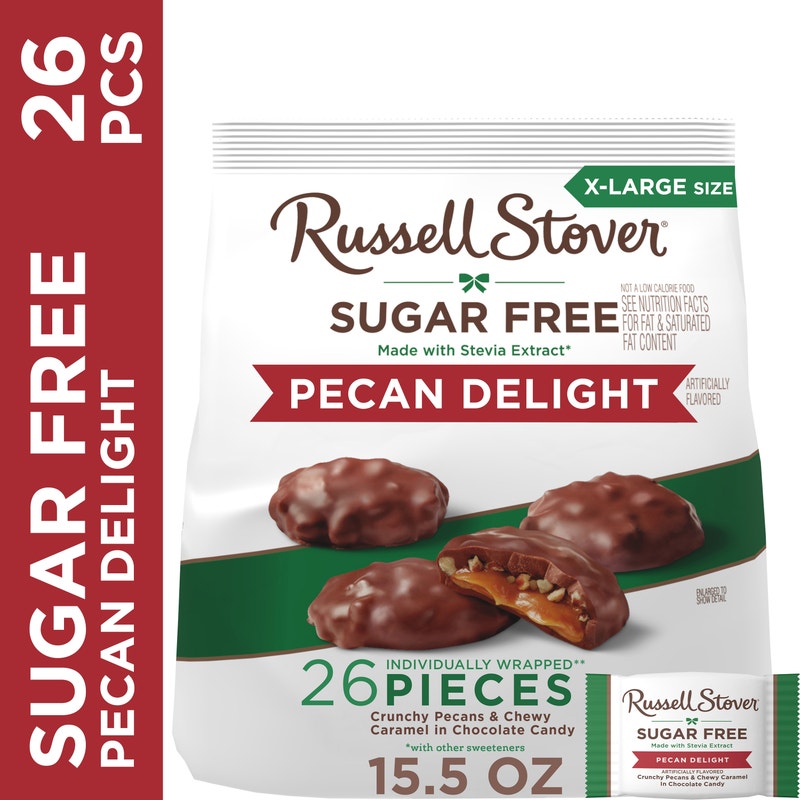 26 PCS
SUGAR FREE
PECAN DELIGHT
X-LARGE SIZE
Russell Stover®
SUGAR FREE
NOT A LOW CALORIE FOOD
SEE NUTRITION FACTS
FOR FAT & SATURATED
FAT CONTENT
Made with Stevia Extract*
PECAN DELIGHT
ARTIFICIALLY
FLAVORED
ENLARGED TO
SHOW DETAIL
26 INDIVIDUALLY WRAPPED**
PIECES
Crunchy Pecans & Chewy
Caramel in Chocolate Candy
*with other sweeteners
15.5 OZ
Russell Stover®
SUGAR FREE
Made with Stevia Extract
PECAN DELIGHT
ARTIFICIALLY FLAVORED
Crunchy Pecans & Chewy Caramel
in Chocolate Candy